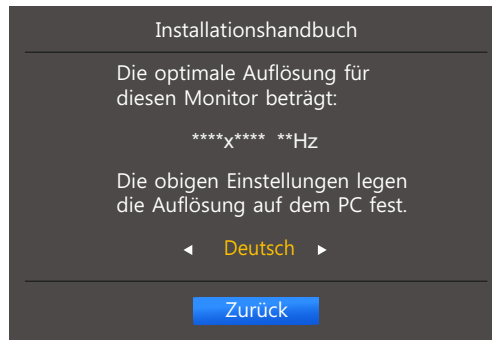 Installationshandbuch
Die optimale Auflösung für
diesen Monitor beträgt:
****x**** **Hz
Die obigen Einstellungen legen
die Auflösung auf dem PC fest.
◄ Deutsch ►
Zurück